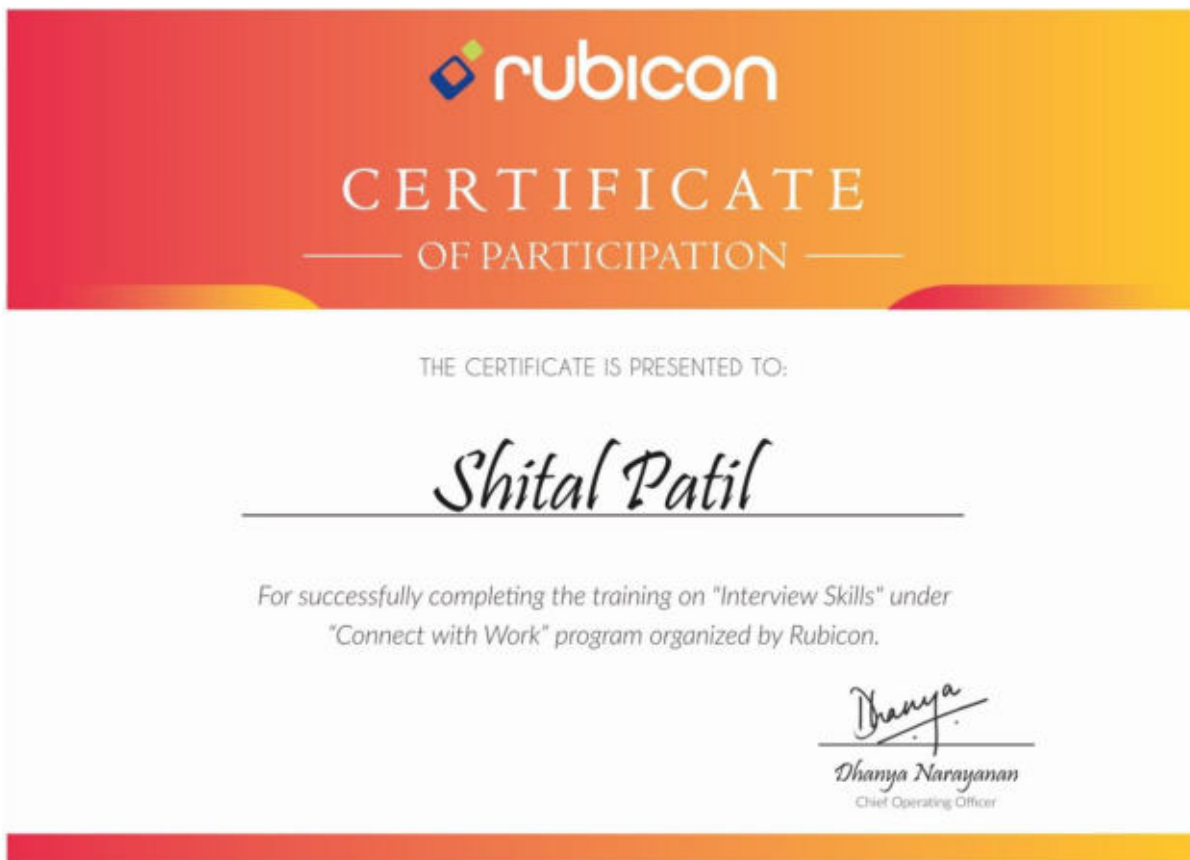 rubicon
CERTIFICATE
OF PARTICIPATION
THE CERTIFICATE IS PRESENTED TO:
Shital Patil
For successfully completing the training on "Interview Skills" under
"Connect with Work" program organized by Rubicon.
Dhanya
Dhanya Narayanan
Chief Operating Officer